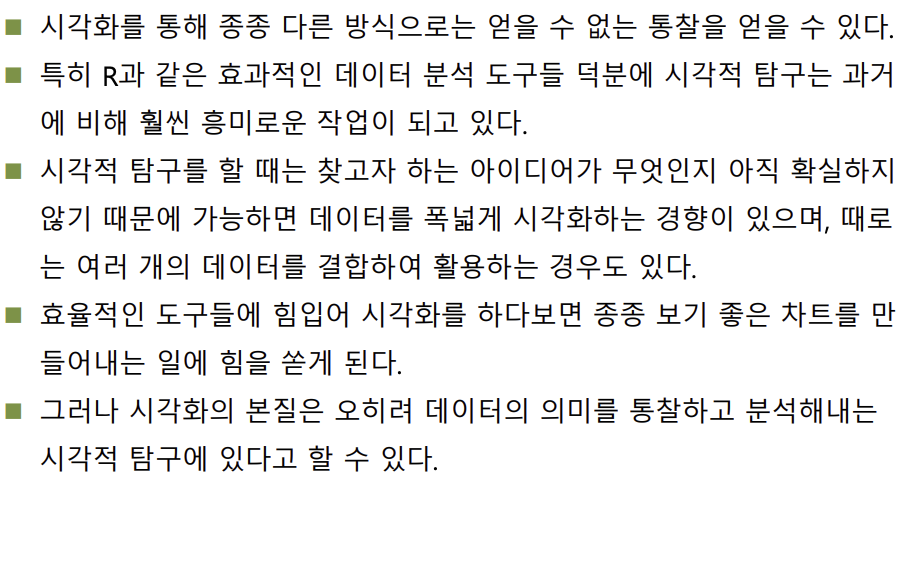 ■ 시각화를 통해 종종 다른 방식으로는 얻을 수 없는 통찰을 얻을 수 있다.
■ 특히 R과 같은 효과적인 데이터 분석 도구들 덕분에 시각적 탐구는 과거
에 비해 훨씬 흥미로운 작업이 되고 있다.
■ 시각적 탐구를 할 때는 찾고자 하는 아이디어가 무엇인지 아직 확실하지
않기 때문에 가능하면 데이터를 폭넓게 시각화하는 경향이 있으며, 때로
는 여러 개의 데이터를 결합하여 활용하는 경우도 있다.
■ 효율적인 도구들에 힘입어 시각화를 하다보면 종종 보기 좋은 차트를 만
들어내는 일에 힘을 쏟게 된다.
■ 그러나 시각화의 본질은 오히려 데이터의 의미를 통찰하고 분석해내는
시각적 탐구에 있다고 할 수 있다.